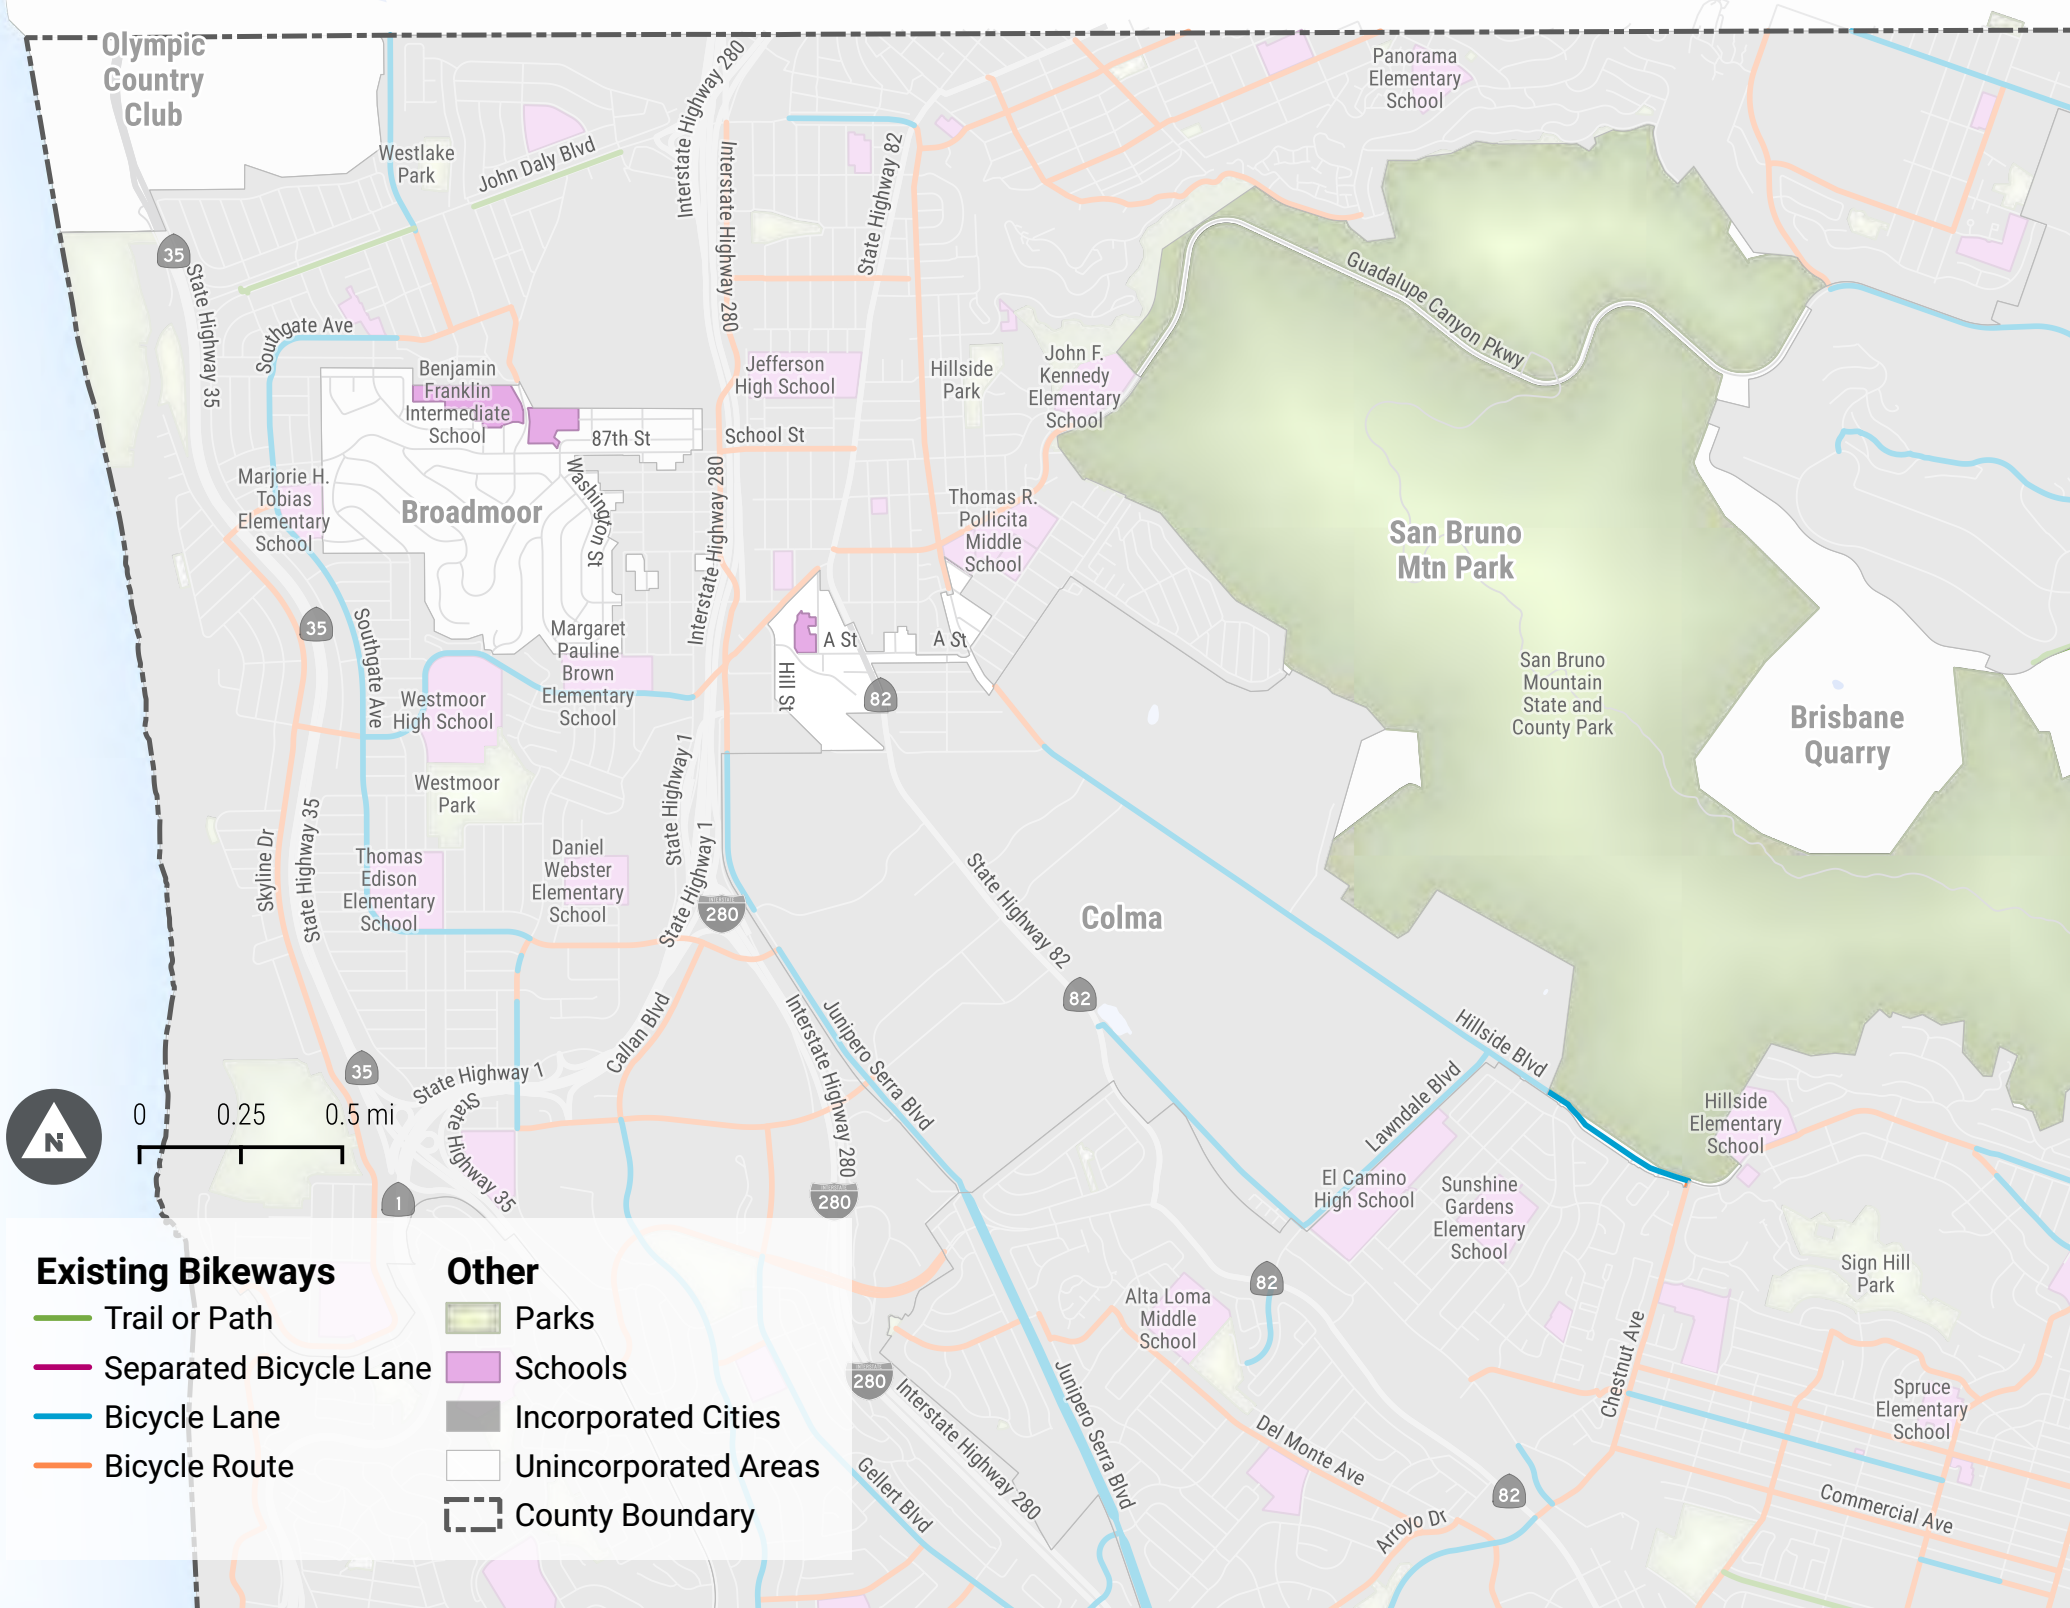 Olympic
Country
Club
Westlake
Park
John Daly Blvd
Interstate Highway 280
Interstate Highway 280
State Highway 82
Panorama
Elementary
School
35
State Highway 35
Southgate Ave
Guadalupe Canyon Pkwy
Benjamin
Franklin
Intermediate
School
87th St
Jefferson
High School
School St
Hillside
Park
John F.
Kennedy
Elementary
School
Marjorie H.
Tobias
Elementary
School
Broadmoor
Washington St
Interstate Highway 280
Thomas R.
Pollicita
Middle
School
San Bruno
Mtn Park
35
Southgate Ave
Margaret
Pauline
Brown
Elementary
School
A St
A St
Hill St
82
San Bruno
Mountain
State and
County Park
Brisbane
Quarry
Westmoor
High School
Westmoor
Park
State Highway 1
State Highway 1
Skyline Dr
State Highway 35
Thomas
Edison
Elementary
School
Daniel
Webster
Elementary
School
INTERSTATE
280
State Highway 82
Colma
82
Junipero Serra Blvd
Interstate Highway 280
Callan Blvd
State Highway 1
35
State Highway 35
Hillside Blvd
Lawndale Blvd
Hillside
Elementary
School
El Camino
High School
Sunshine
Gardens
Elementary
School
N
0 0.25 0.5 mi
1
INTERSTATE
280
Sign Hill
Park
82
Alta Loma
Middle
School
Chestnut Ave
Junipero Serra Blvd
INTERSTATE
280
Interstate Highway 280
Gellert Blvd
Del Monte Ave
Arroyo Dr
82
Spruce
Elementary
School
Commercial Ave
Existing Bikeways
Trail or Path
Separated Bicycle Lane
Bicycle Lane
Bicycle Route
Other
Parks
Schools
Incorporated Cities
Unincorporated Areas
County Boundary